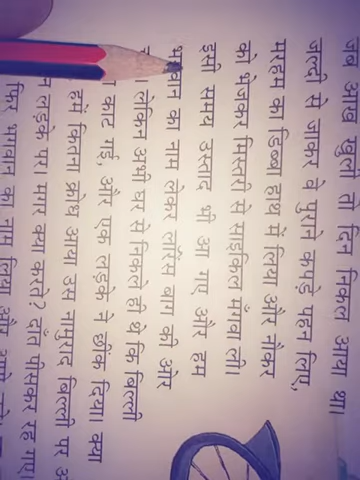 जब आँख खुली तो दिन निकल आया था।
जल्दी से जाकर वे पुराने कपड़े पहन लिए,
मरहम का डिब्बा हाथ में लिया और नौकर
को भेजकर मिस्तरी से साइकिल मँगवा ली।
इसी समय उस्ताद भी आ गए और हम
का नाम लेकर लॉरेंस बाग की ओर
लेकिन अभी घर से निकले ही थे कि बिल्ली
काट गई, और एक लड़के ने छींक दिया। क्या
हमें कितना क्रोध आया उस नामुराद बिल्ली पर
लड़के पर! मगर क्या करते? दाँत पीसकर रह गए।
फिर भगवान का नाम लिया और आगे